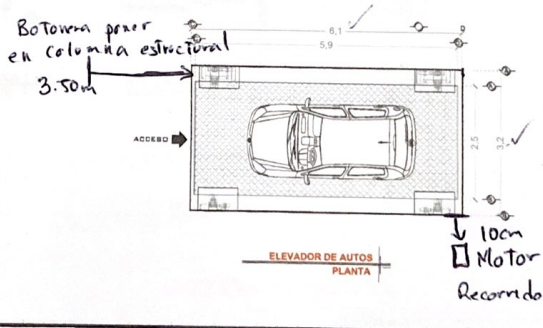 Botonera poner
en columna estructural
3.50m
6,1
5,9
ACCESO
2,5
3,2
10cm
Motor
Recorrido
ELEVADOR DE AUTOS
PLANTA